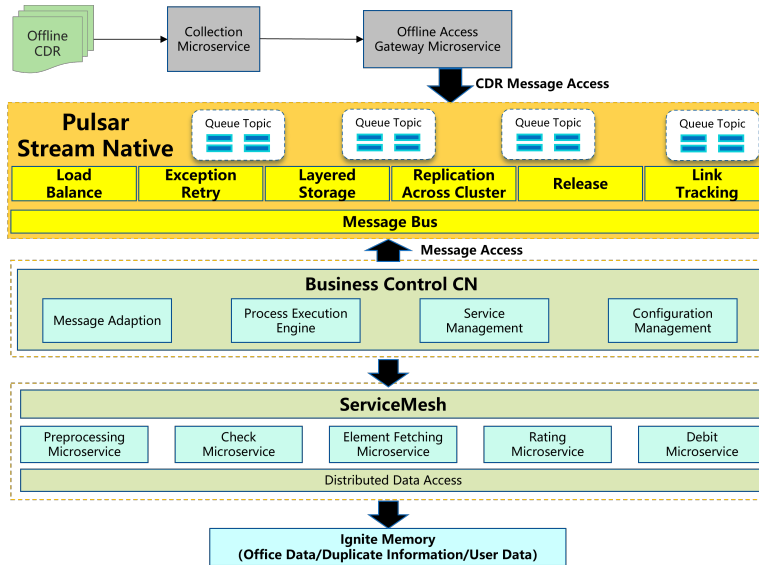 Offline
CDR
Collection
Microservice
Offline Access
Gateway Microservice
CDR Message Access
Pulsar
Stream Native
Queue Topic
Queue Topic
Queue Topic
Queue Topic
Load
Balance
Exception
Retry
Layered
Storage
Replication
Across Cluster
Release
Link
Tracking
Message Bus
Message Access
Business Control CN
Message Adaption
Process Execution
Engine
Service
Management
Configuration
Management
ServiceMesh
Preprocessing
Microservice
Check
Microservice
Element Fetching
Microservice
Rating
Microservice
Debit
Microservice
Distributed Data Access
Ignite Memory
(Office Data/Duplicate Information/User Data)